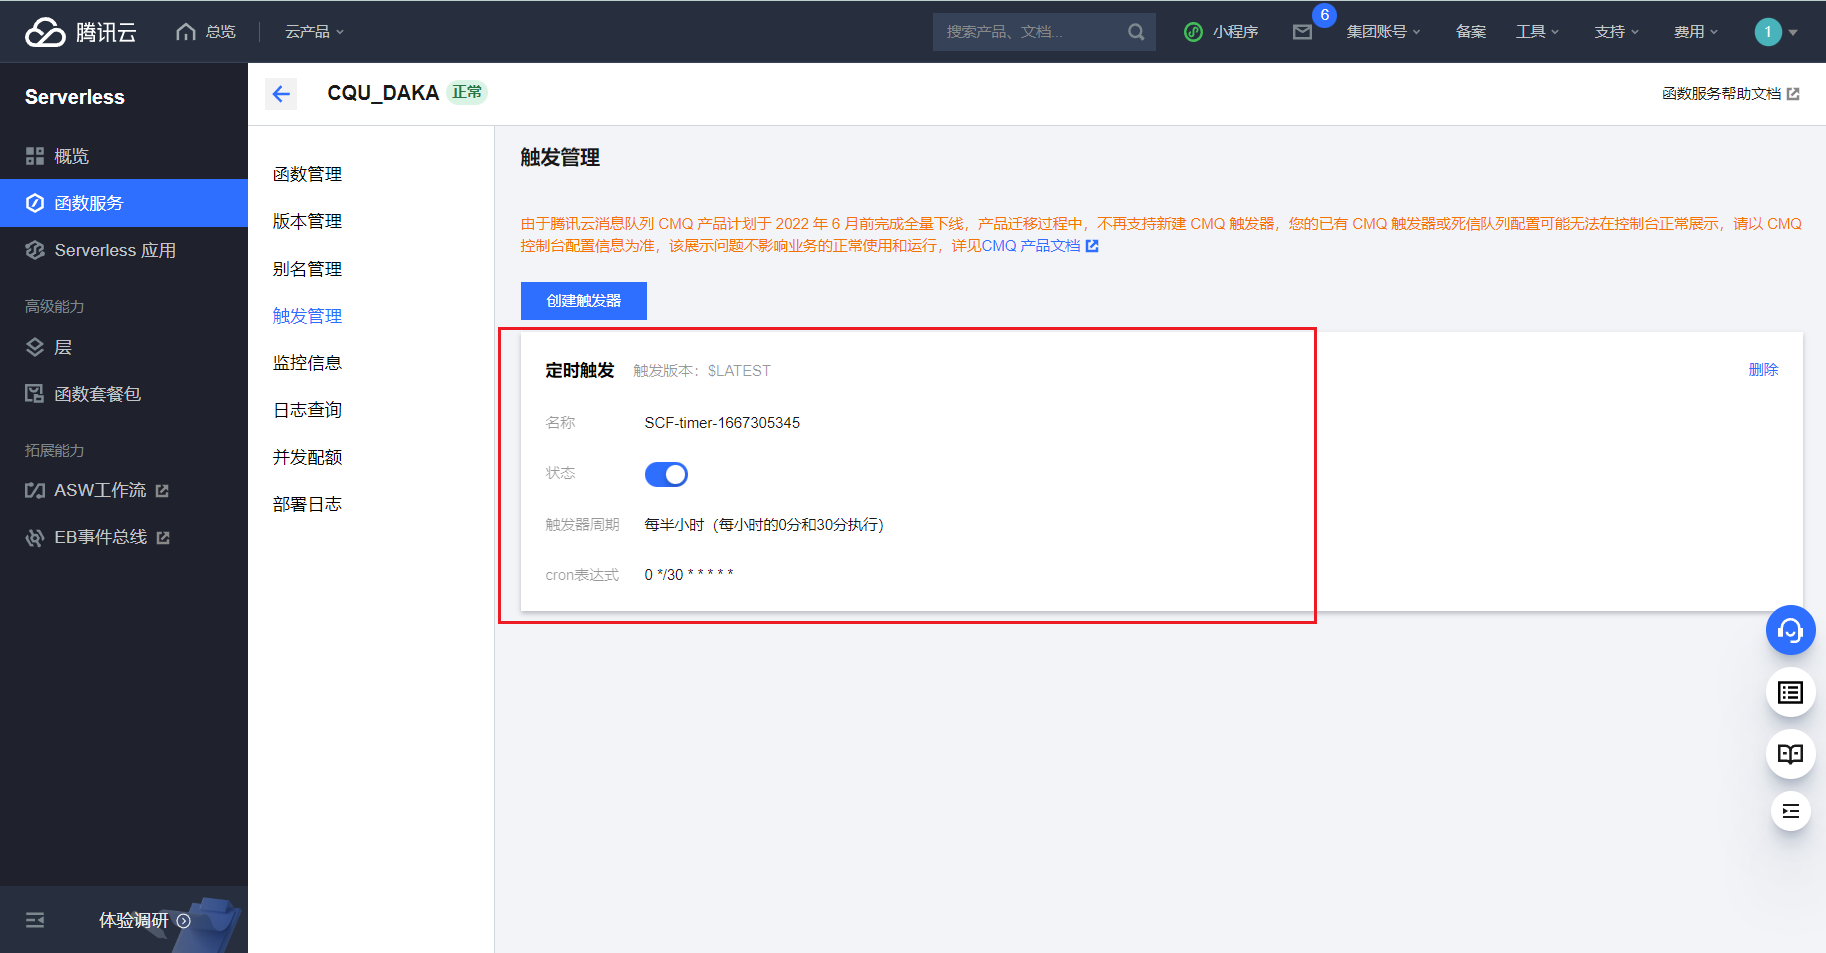 腾讯云
总览
云产品
搜索产品、文档...
小程序
6
集团账号
备案
工具
支持
费用
1
Serverless
概览
函数服务
Serverless 应用
高级能力
层
函数套餐包
拓展能力
ASW工作流
EB事件总线
体验调研
CQU_DAKA
正常
函数服务帮助文档
函数管理
版本管理
别名管理
触发管理
监控信息
日志查询
并发配额
部署日志
触发管理
由于腾讯云消息队列 CMQ 产品计划于 2022 年 6 月前完成全量下线，产品迁移过程中，不再支持新建 CMQ 触发器，您的已有 CMQ 触发器或死信队列配置可能无法在控制台正常展示，请以 CMQ
控制台配置信息为准，该展示问题不影响业务的正常使用和运行，详见CMQ 产品文档
创建触发器
定时触发 触发版本：$LATEST
删除
名称 SCF-timer-1667305345
状态
触发器周期 每半小时（每小时的0分和30分执行）
cron表达式 0 */30 * * * * *